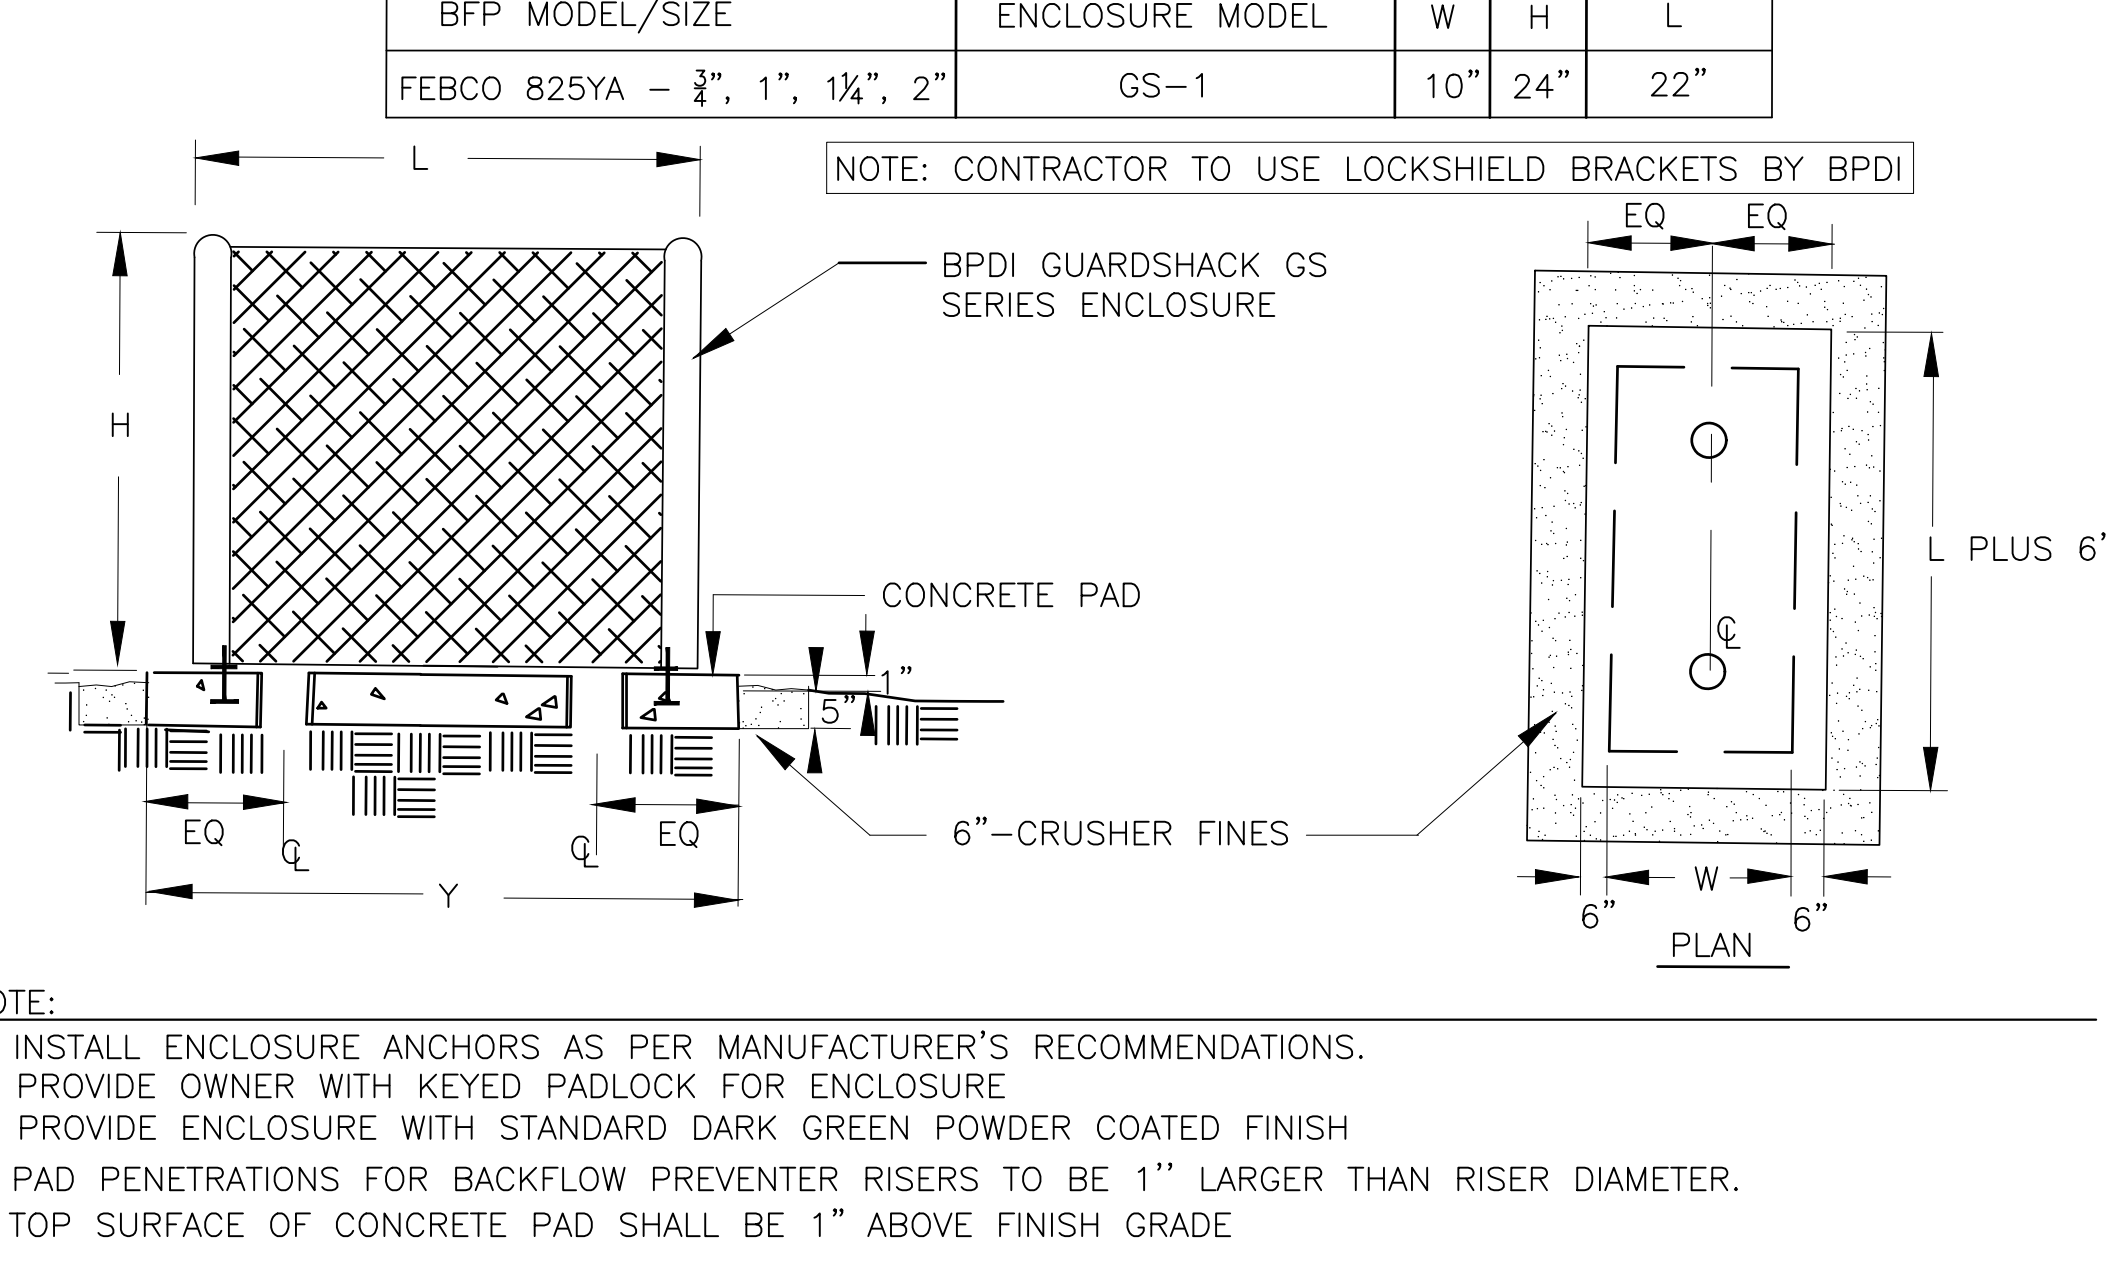 BFP MODEL/SIZE ENCLOSURE MODEL W H L
FEBCO 825YA – ¾”, 1”, 1¼”, 2” GS–1 10” 24” 22”
L
NOTE: CONTRACTOR TO USE LOCKSHIELD BRACKETS BY BPDI
EQ EQ
BPDI GUARDSHACK GS
SERIES ENCLOSURE
H
L PLUS 6’
CONCRETE PAD
℄
1”
5”
EQ ℄ ℄ EQ
6”–CRUSHER FINES
Y
W
6” 6”
PLAN
OTE:
INSTALL ENCLOSURE ANCHORS AS PER MANUFACTURER’S RECOMMENDATIONS.
PROVIDE OWNER WITH KEYED PADLOCK FOR ENCLOSURE
PROVIDE ENCLOSURE WITH STANDARD DARK GREEN POWDER COATED FINISH
PAD PENETRATIONS FOR BACKFLOW PREVENTER RISERS TO BE 1’’ LARGER THAN RISER DIAMETER.
TOP SURFACE OF CONCRETE PAD SHALL BE 1” ABOVE FINISH GRADE